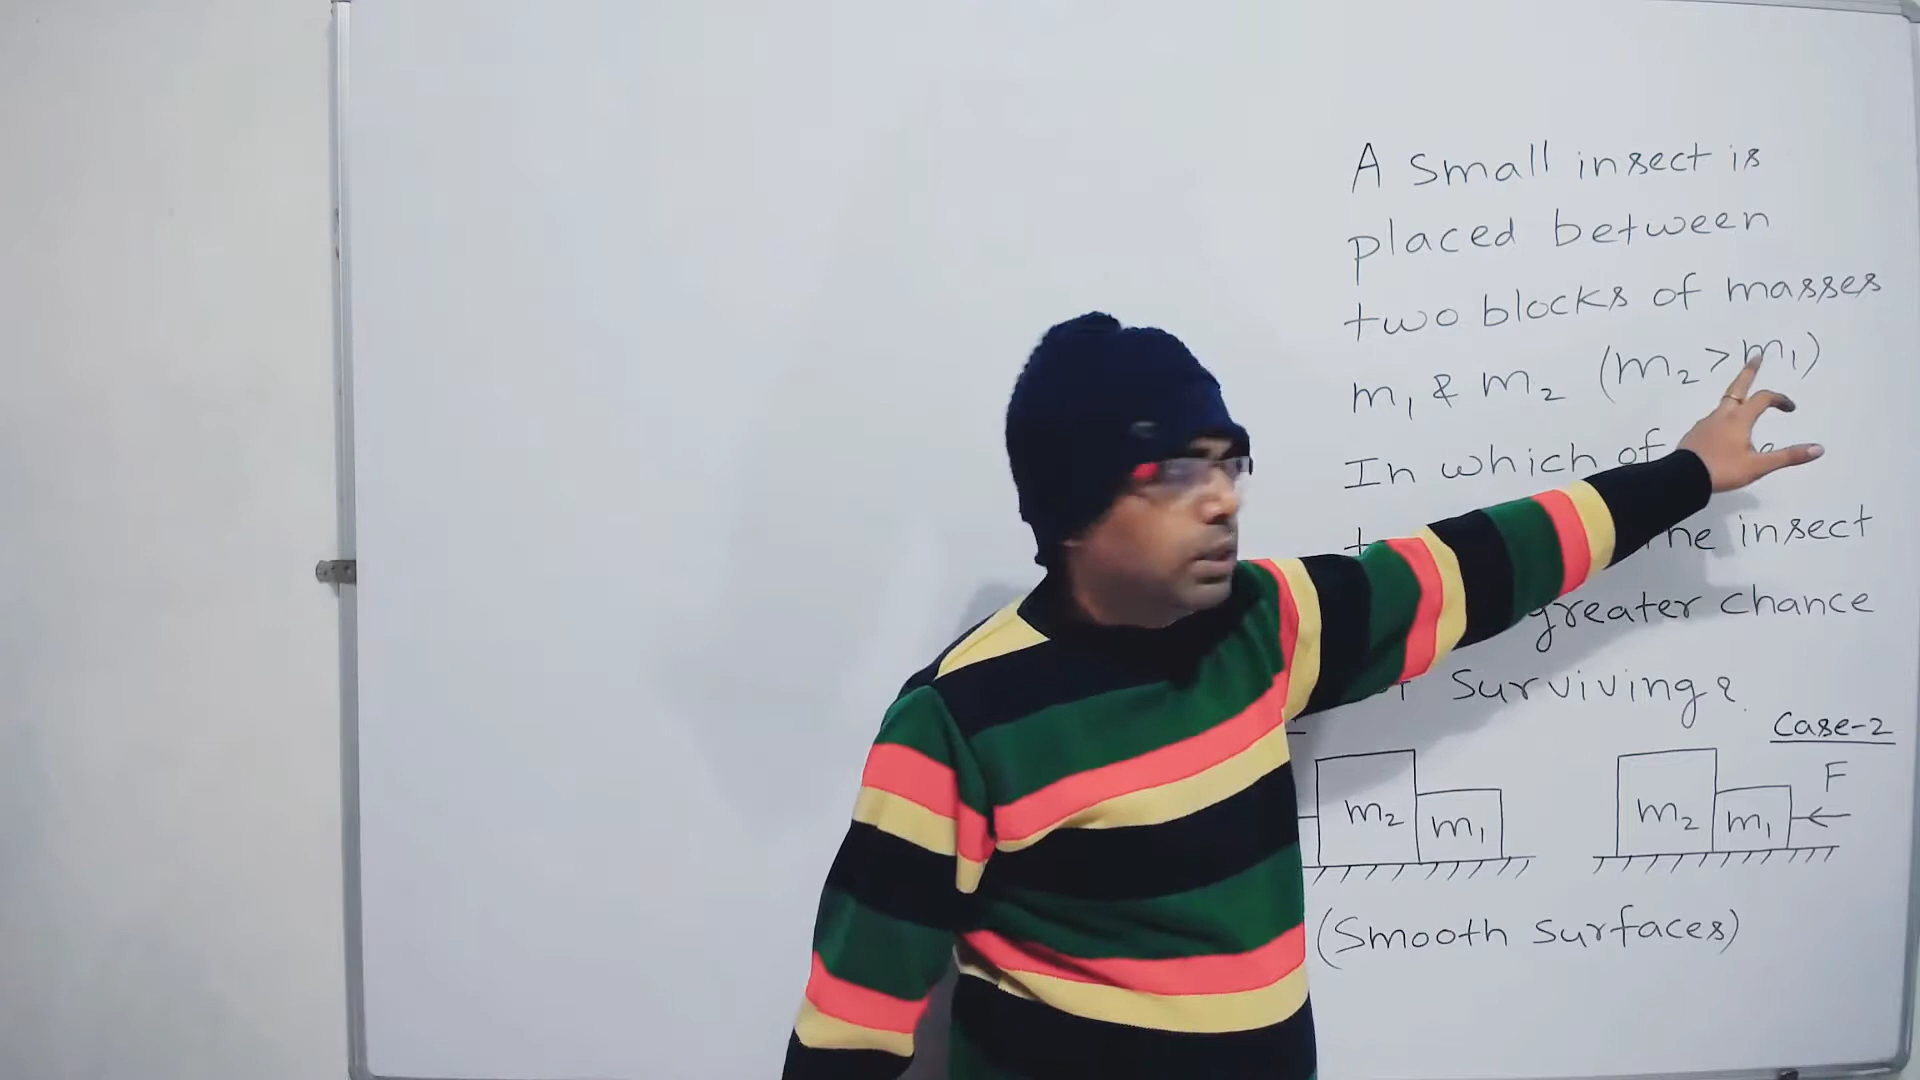 A small insect is
placed between
two blocks of masses
m₁ & m₂ (m₂ > m₁)
In which of
the insect
greater chance
surviving?
Case-2
F
m₂ m₁
m₂ m₁
(Smooth surfaces)